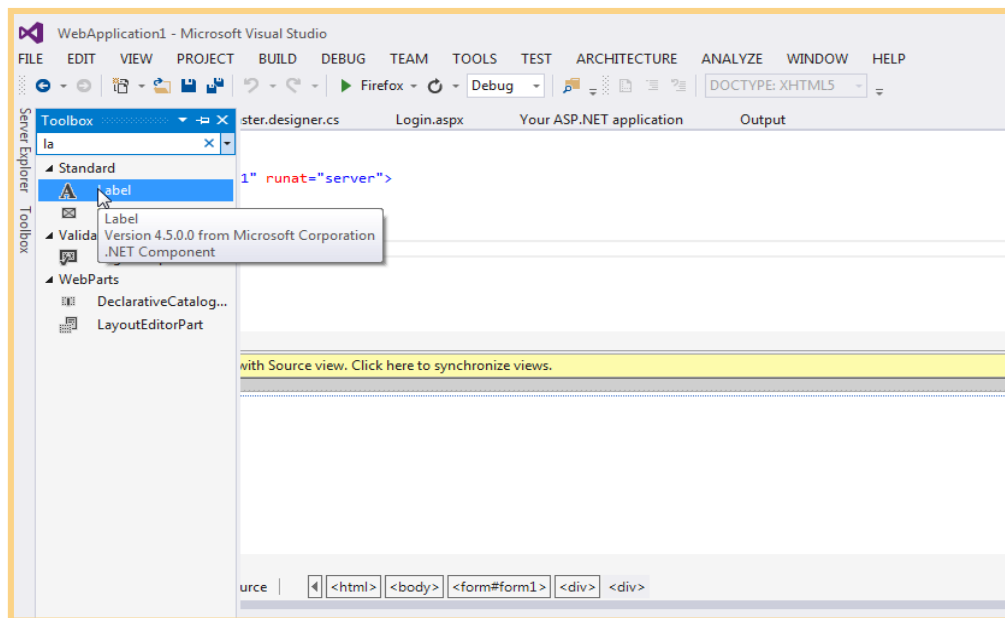 WebApplication1 - Microsoft Visual Studio
FILE EDIT VIEW PROJECT BUILD DEBUG TEAM TOOLS TEST ARCHITECTURE ANALYZE WINDOW HELP
Firefox Debug DOCTYPE: XHTML5
Server Explorer
Toolbox
Toolbox
ster.designer.cs Login.aspx Your ASP.NET application Output
la
Standard
Label
1" runat="server">
Label
Version 4.5.0.0 from Microsoft Corporation
.NET Component
Valida
WebParts
DeclarativeCatalog...
LayoutEditorPart
with Source view. Click here to synchronize views.
urce <html> <body> <form#form1> <div> <div>